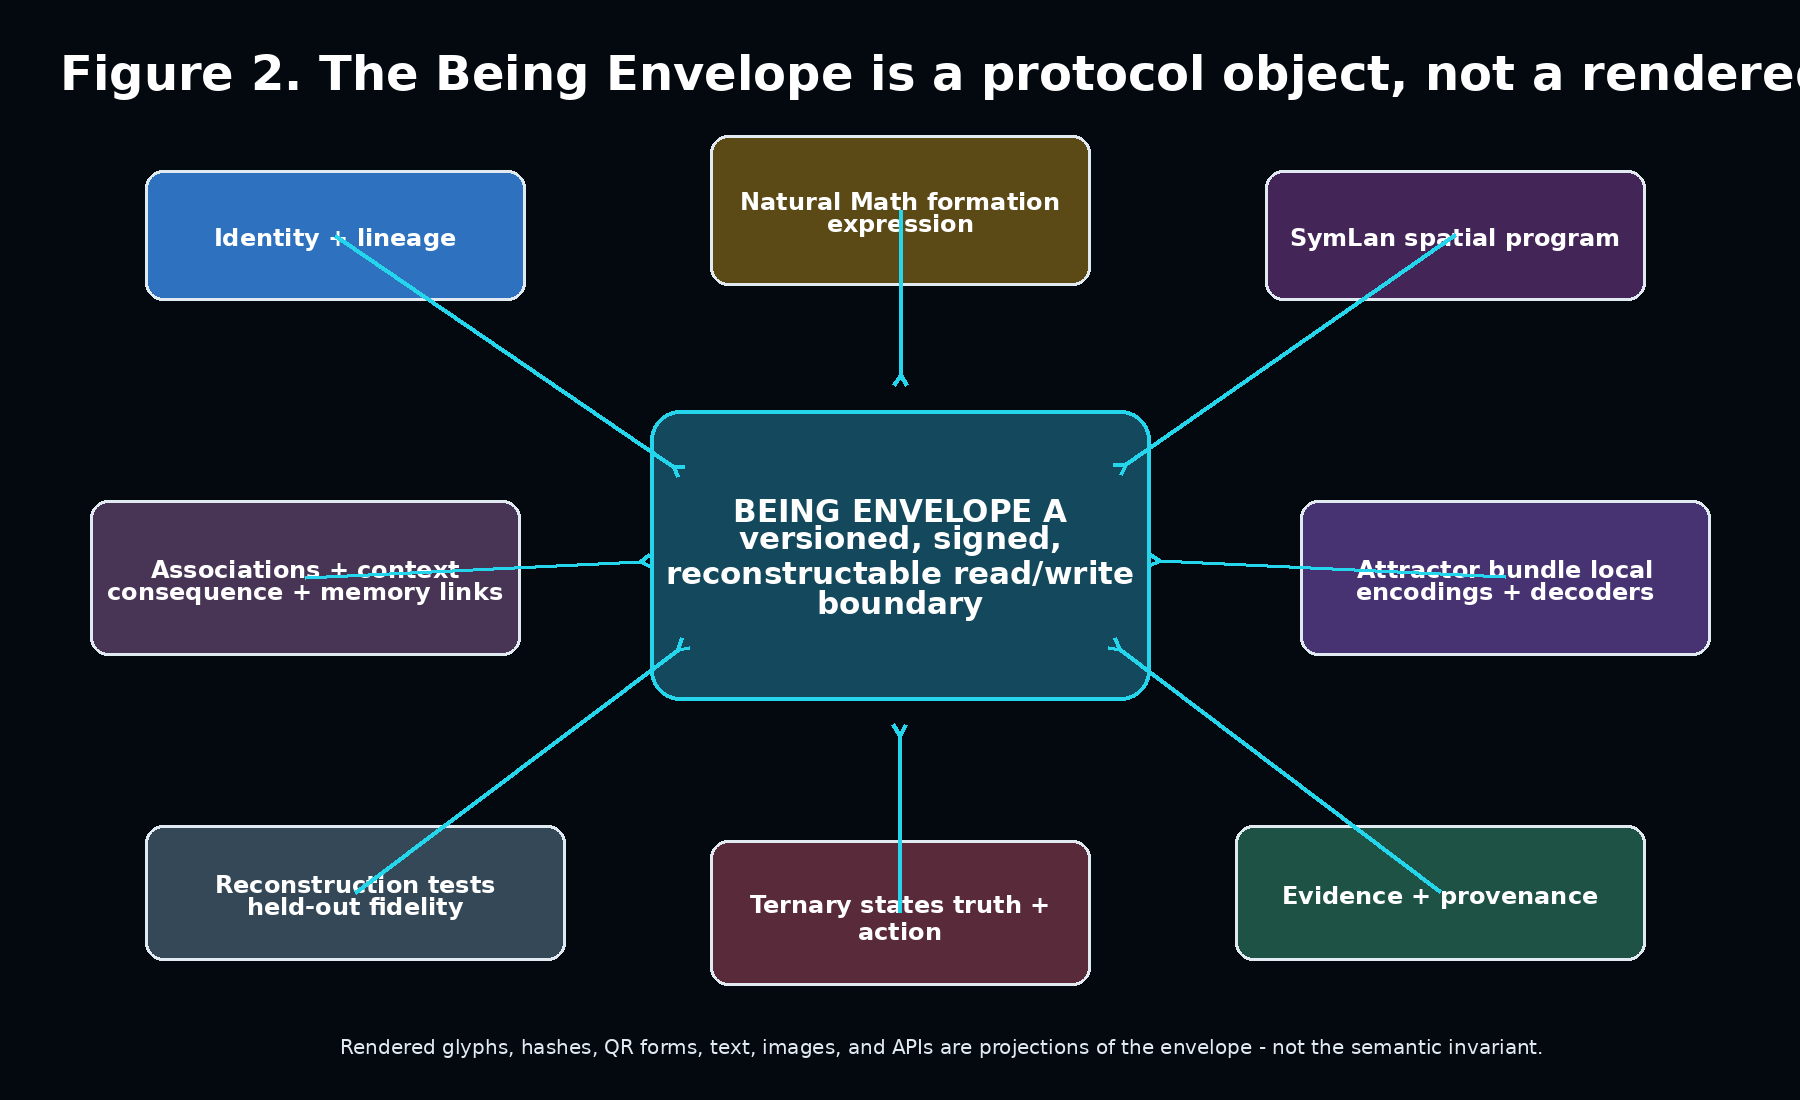 Figure 2. The Being Envelope is a protocol object, not a rendered
Natural Math formation
expression
Identity + lineage
SymLan spatial program
BEING ENVELOPE A
versioned, signed,
reconstructable read/write
boundary
Associations + context
consequence + memory links
Attractor bundle local
encodings + decoders
Reconstruction tests
held-out fidelity
Ternary states truth +
action
Evidence + provenance
Rendered glyphs, hashes, QR forms, text, images, and APIs are projections of the envelope - not the semantic invariant.